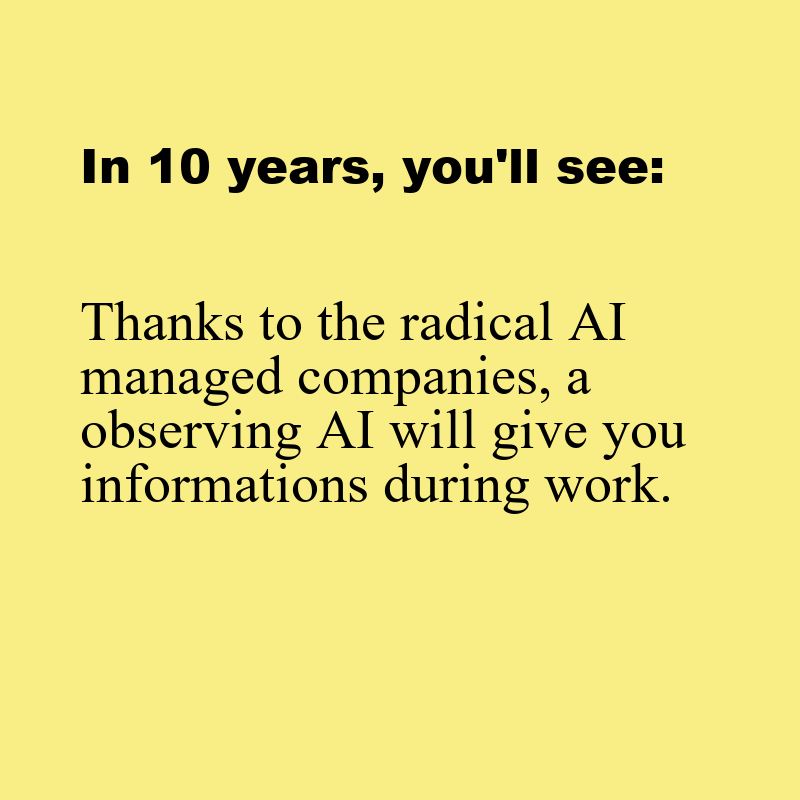 In 10 years, you'll see:
Thanks to the radical AI
managed companies, a
observing AI will give you
informations during work.